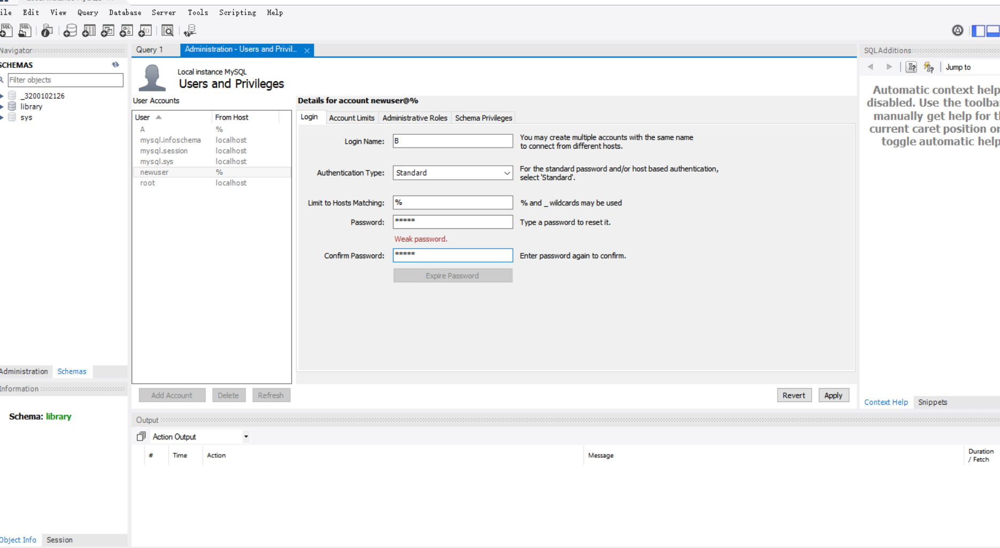 ile Edit View Query Database Server Tools Scripting Help
Navigator
SCHEMAS
Filter objects
_3200102126
library
sys
Administration Schemas
Information
Schema: library
Object Info Session
Query 1 Administration - Users and Privil...
Local instance MySQL
Users and Privileges
User Accounts
User From Host
A %
mysql.infoschema localhost
mysql.session localhost
mysql.sys localhost
newuser %
root localhost
Add Account Delete Refresh
Details for account newuser@%
Login Account Limits Administrative Roles Schema Privileges
Login Name: B You may create multiple accounts with the same name
to connect from different hosts.
Authentication Type: Standard For the standard password and/or host based authentication,
select 'Standard'.
Limit to Hosts Matching: % % and _ wildcards may be used
Password: ***** Type a password to reset it.
Weak password.
Confirm Password: ***** Enter password again to confirm.
Expire Password
Revert Apply
Output
Action Output
# Time Action Message Duration
/ Fetch
SQLAdditions
Jump to
Automatic context help
disabled. Use the toolba
manually get help for t
current caret position o
toggle automatic help
Context Help Snippets